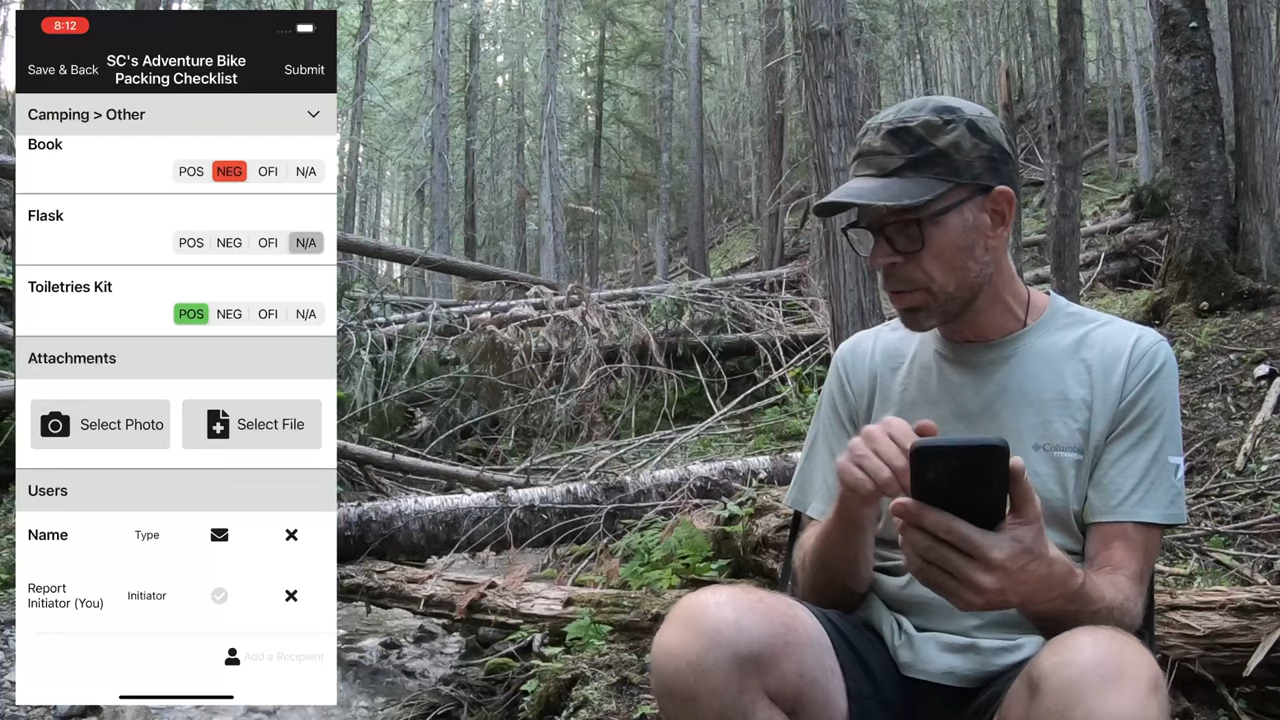 8:12
Save & Back
SC's Adventure Bike
Packing Checklist
Submit
Camping > Other
Book
POS NEG OFI N/A
Flask
POS NEG OFI N/A
Toiletries Kit
POS NEG OFI N/A
Attachments
Select Photo
Select File
Users
Name Type
Report
Initiator (You)
Initiator
Add a Recipient
Columbia
TITANIUM